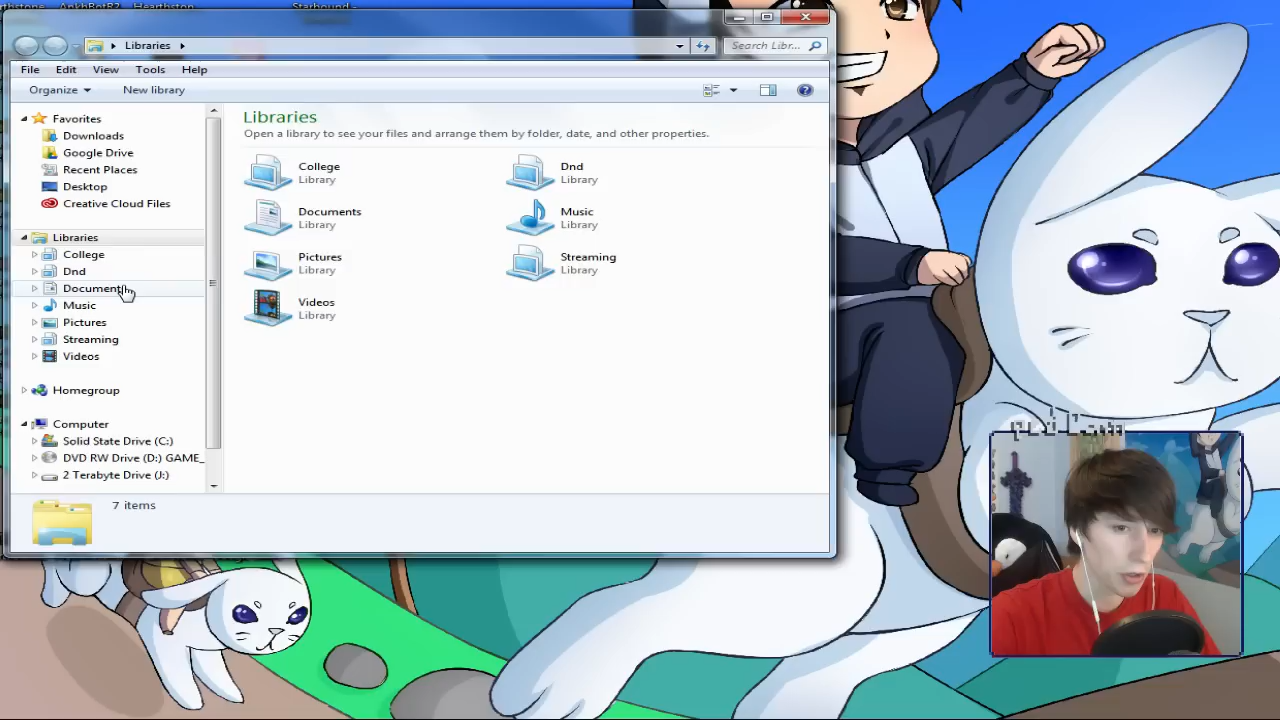 Libraries
Search Libr...
File Edit View Tools Help
Organize New library
Favorites
Downloads
Google Drive
Recent Places
Desktop
Creative Cloud Files
Libraries
College
Dnd
Document
Music
Pictures
Streaming
Videos
Homegroup
Computer
Solid State Drive (C:)
DVD RW Drive (D:) GAME_
2 Terabyte Drive (J:)
Libraries
Open a library to see your files and arrange them by folder, date, and other properties.
College
Library
Dnd
Library
Documents
Library
Music
Library
Pictures
Library
Streaming
Library
Videos
Library
7 items